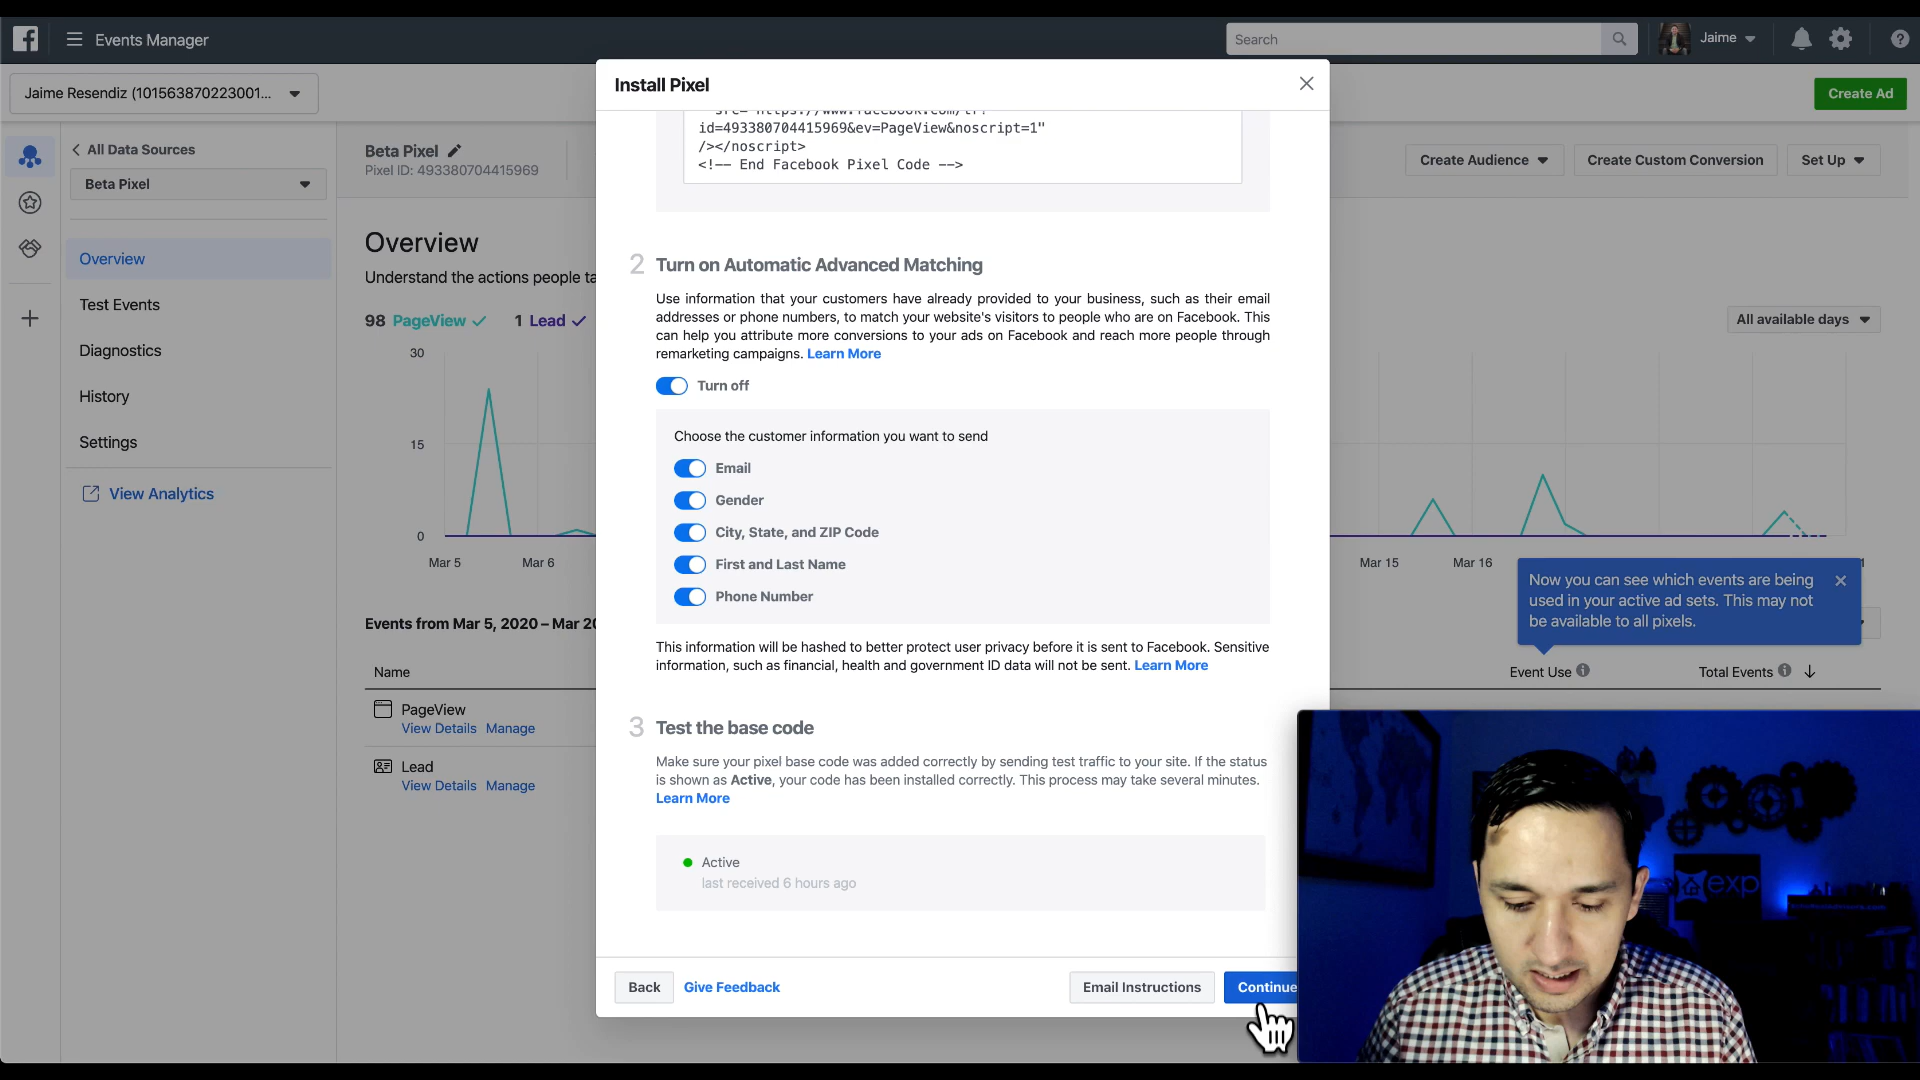 Events Manager
Search
Jaime
Jaime Resendiz (101563870223001...
Create Ad
All Data Sources
Beta Pixel
Overview
Test Events
Diagnostics
History
Settings
View Analytics
Beta Pixel
Pixel ID: 493380704415969
Create Audience
Create Custom Conversion
Set Up
Overview
Understand the actions people ta
98 PageView
1 Lead
All available days
30
15
0
Mar 5
Mar 6
Mar 15
Mar 16
Events from Mar 5, 2020 – Mar 20
Name
Event Use
Total Events
PageView
View Details Manage
Lead
View Details Manage
Now you can see which events are being
used in your active ad sets. This may not
be available to all pixels.
Install Pixel
id=493380704415969&ev=PageView&noscript=1"
/></noscript>
<!-- End Facebook Pixel Code -->
2 Turn on Automatic Advanced Matching
Use information that your customers have already provided to your business, such as their email
addresses or phone numbers, to match your website's visitors to people who are on Facebook. This
can help you attribute more conversions to your ads on Facebook and reach more people through
remarketing campaigns. Learn More
Turn off
Choose the customer information you want to send
Email
Gender
City, State, and ZIP Code
First and Last Name
Phone Number
This information will be hashed to better protect user privacy before it is sent to Facebook. Sensitive
information, such as financial, health and government ID data will not be sent. Learn More
3 Test the base code
Make sure your pixel base code was added correctly by sending test traffic to your site. If the status
is shown as Active, your code has been installed correctly. This process may take several minutes.
Learn More
Active
last received 6 hours ago
Back
Give Feedback
Email Instructions
Continue
exp